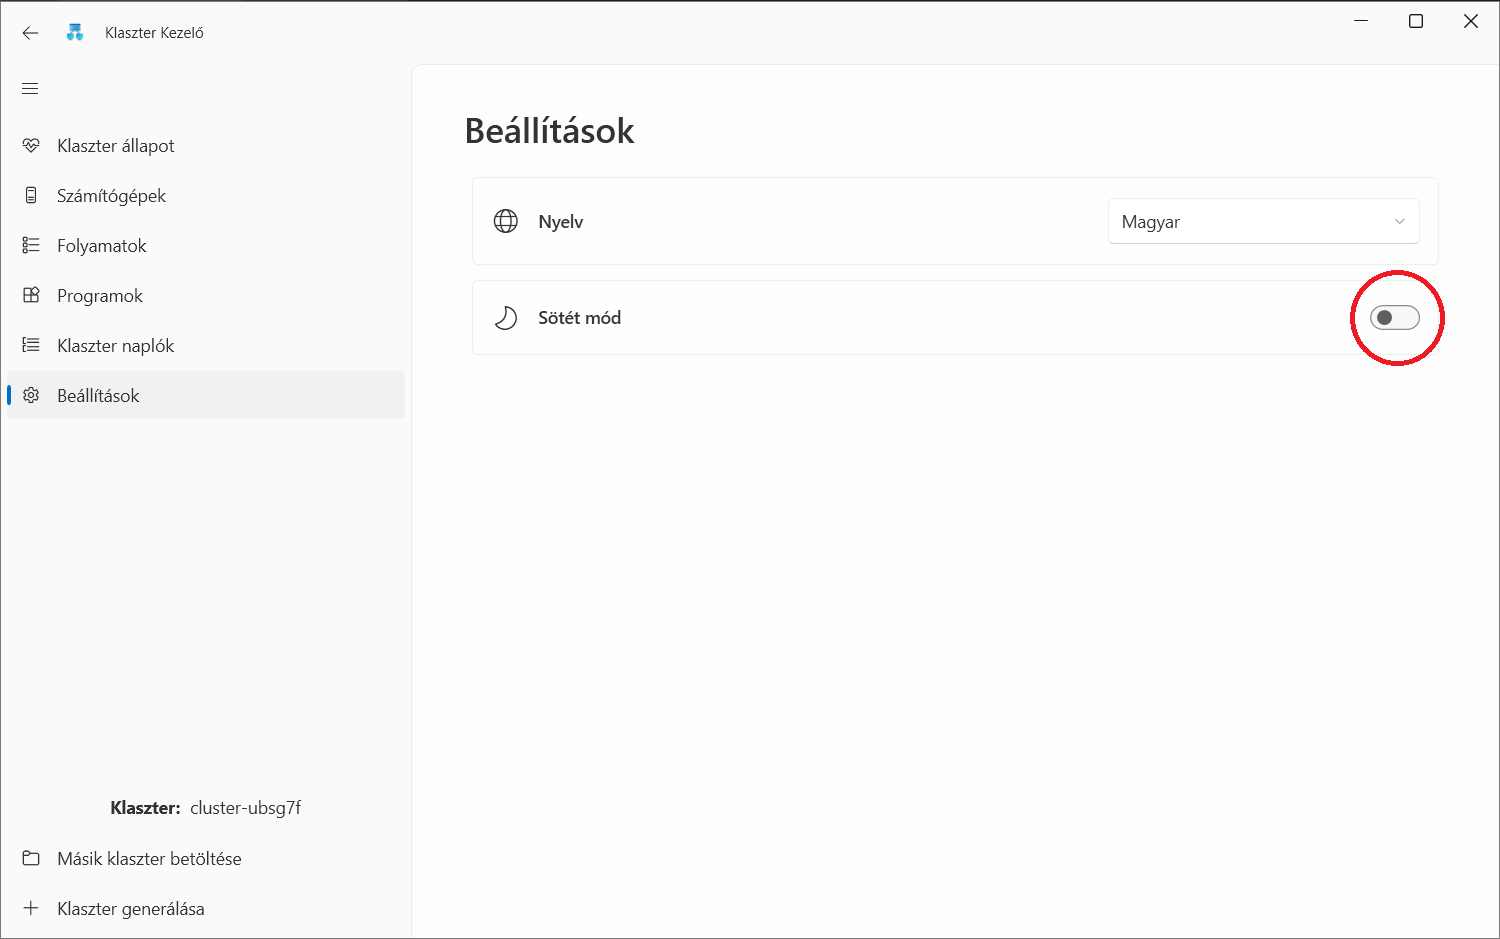 Klaszter Kezelő
Klaszter állapot
Számítógépek
Folyamatok
Programok
Klaszter naplók
Beállítások
Klaszter: cluster-ubsg7f
Másik klaszter betöltése
Klaszter generálása
Beállítások
Nyelv
Magyar
Sötét mód